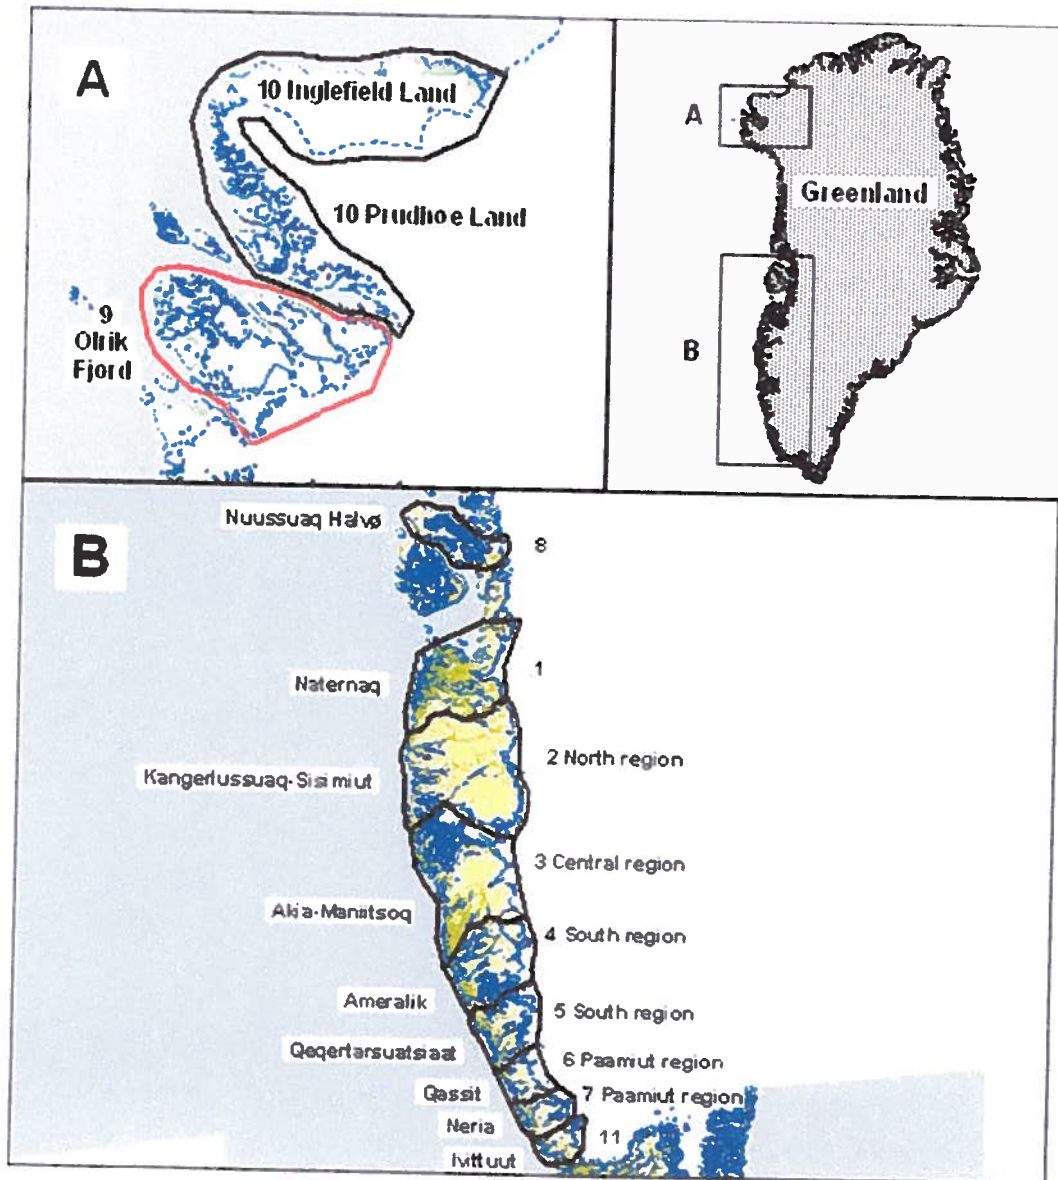 A
10 Inglefield Land
10 Prudhoe Land
9
Olrik
Fjord
A
Greenland
B
B
Nuussuaq Halvø
8
Naternaq
1
Kangerlussuaq-Sisimiut
2 North region
3 Central region
Akia-Maniitsoq
4 South region
Ameralik
5 South region
Qeqertarsuatsiaat
6 Paamiut region
Qassit
7 Paamiut region
Neria
11
Ivittuut